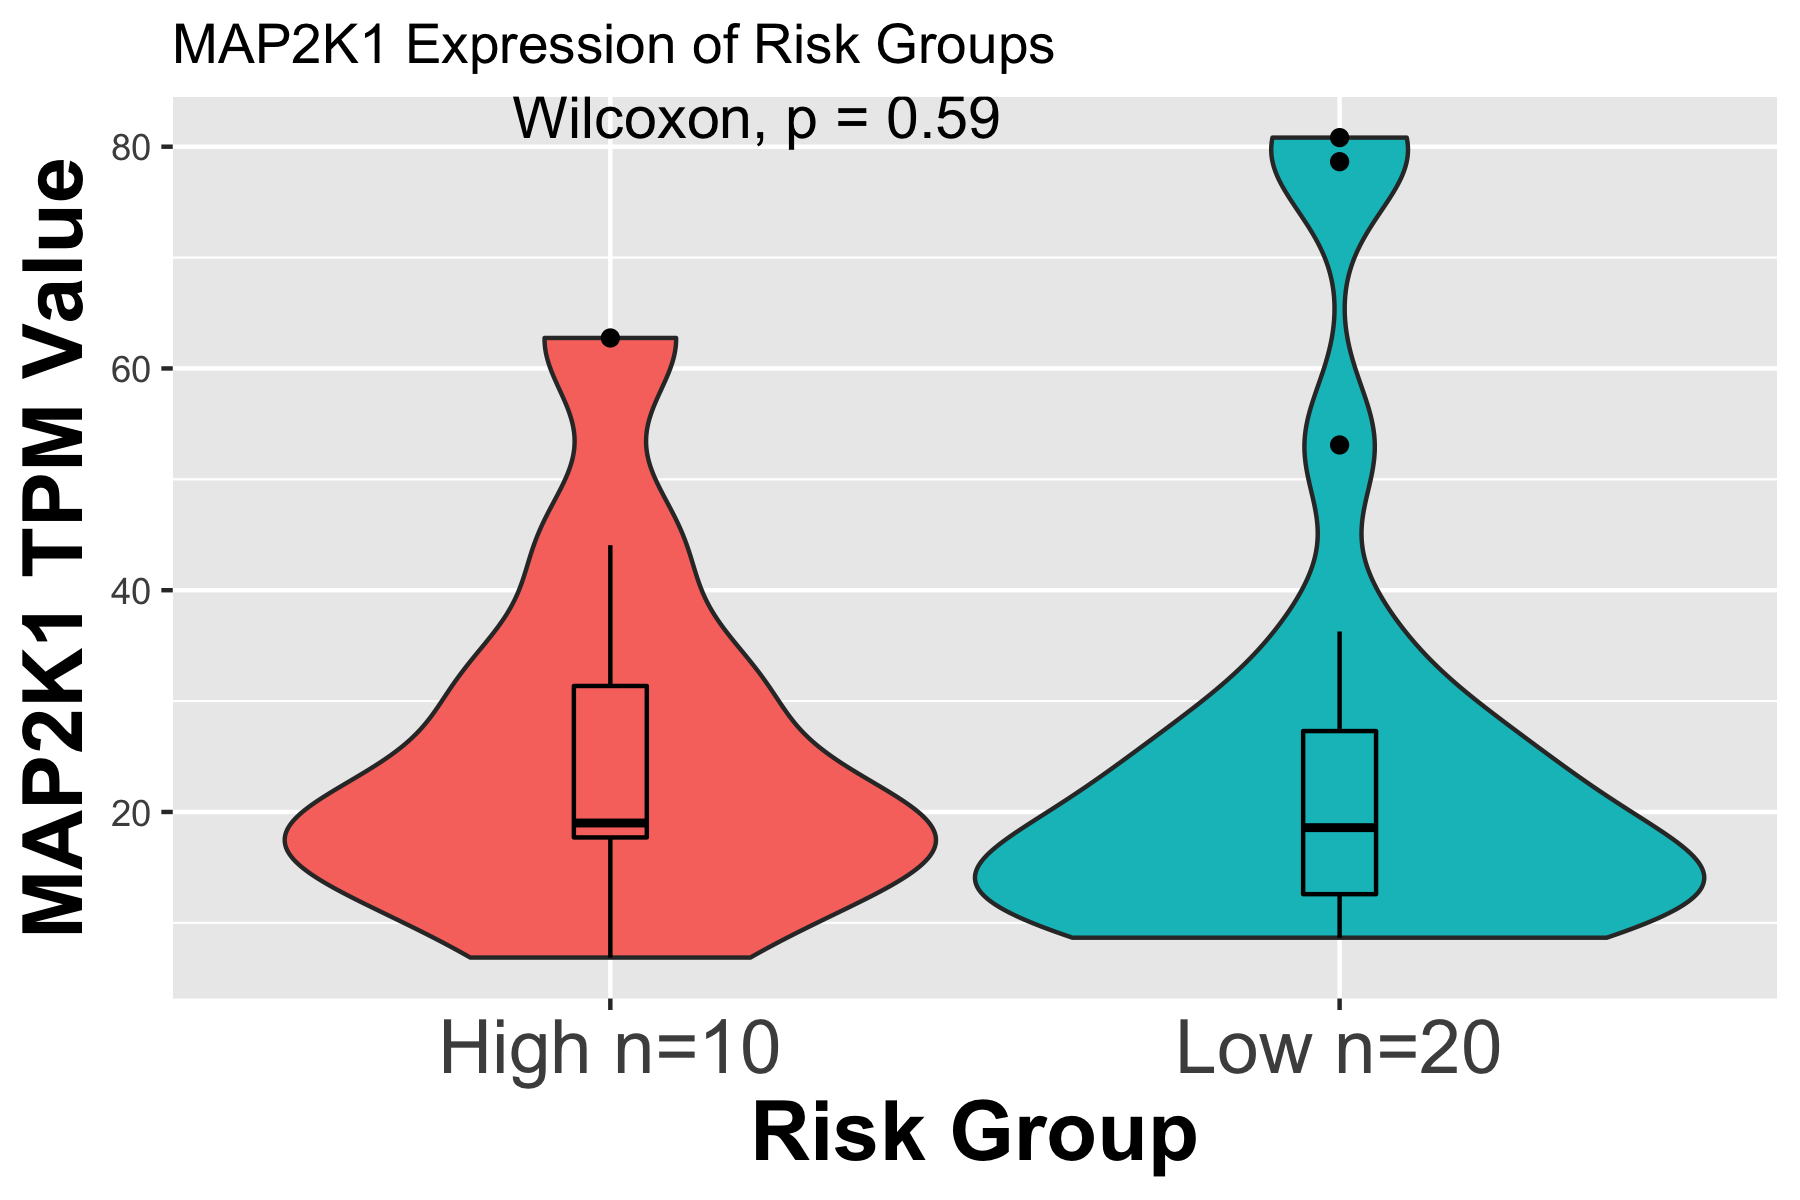 MAP2K1 Expression of Risk Groups
Wilcoxon, p = 0.59
MAP2K1 TPM Value
80
60
40
20
High n=10
Low n=20
Risk Group